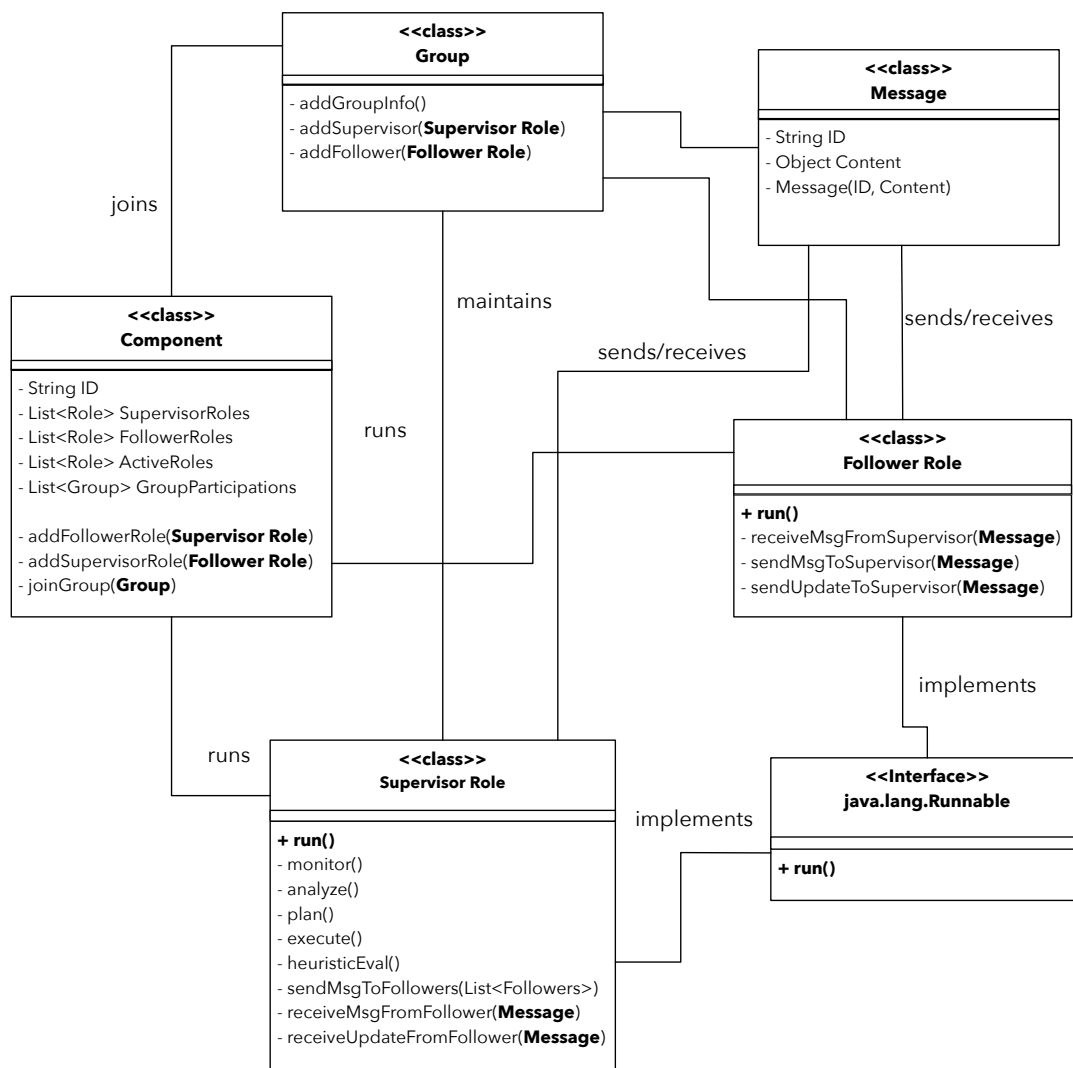 <<class>>
Group
- addGroupInfo()
- addSupervisor(Supervisor Role)
- addFollower(Follower Role)
<<class>>
Message
- String ID
- Object Content
- Message(ID, Content)
joins
maintains
sends/receives
sends/receives
<<class>>
Component
- String ID
- List<Role> SupervisorRoles
- List<Role> FollowerRoles
- List<Role> ActiveRoles
- List<Group> GroupParticipations
- addFollowerRole(Supervisor Role)
- addSupervisorRole(Follower Role)
- joinGroup(Group)
runs
<<class>>
Follower Role
+ run()
- receiveMsgFromSupervisor(Message)
- sendMsgToSupervisor(Message)
- sendUpdateToSupervisor(Message)
implements
runs
<<class>>
Supervisor Role
+ run()
- monitor()
- analyze()
- plan()
- execute()
- heuristicEval()
- sendMsgToFollowers(List<Followers>)
- receiveMsgFromFollower(Message)
- receiveUpdateFromFollower(Message)
implements
<<Interface>>
java.lang.Runnable
+ run()